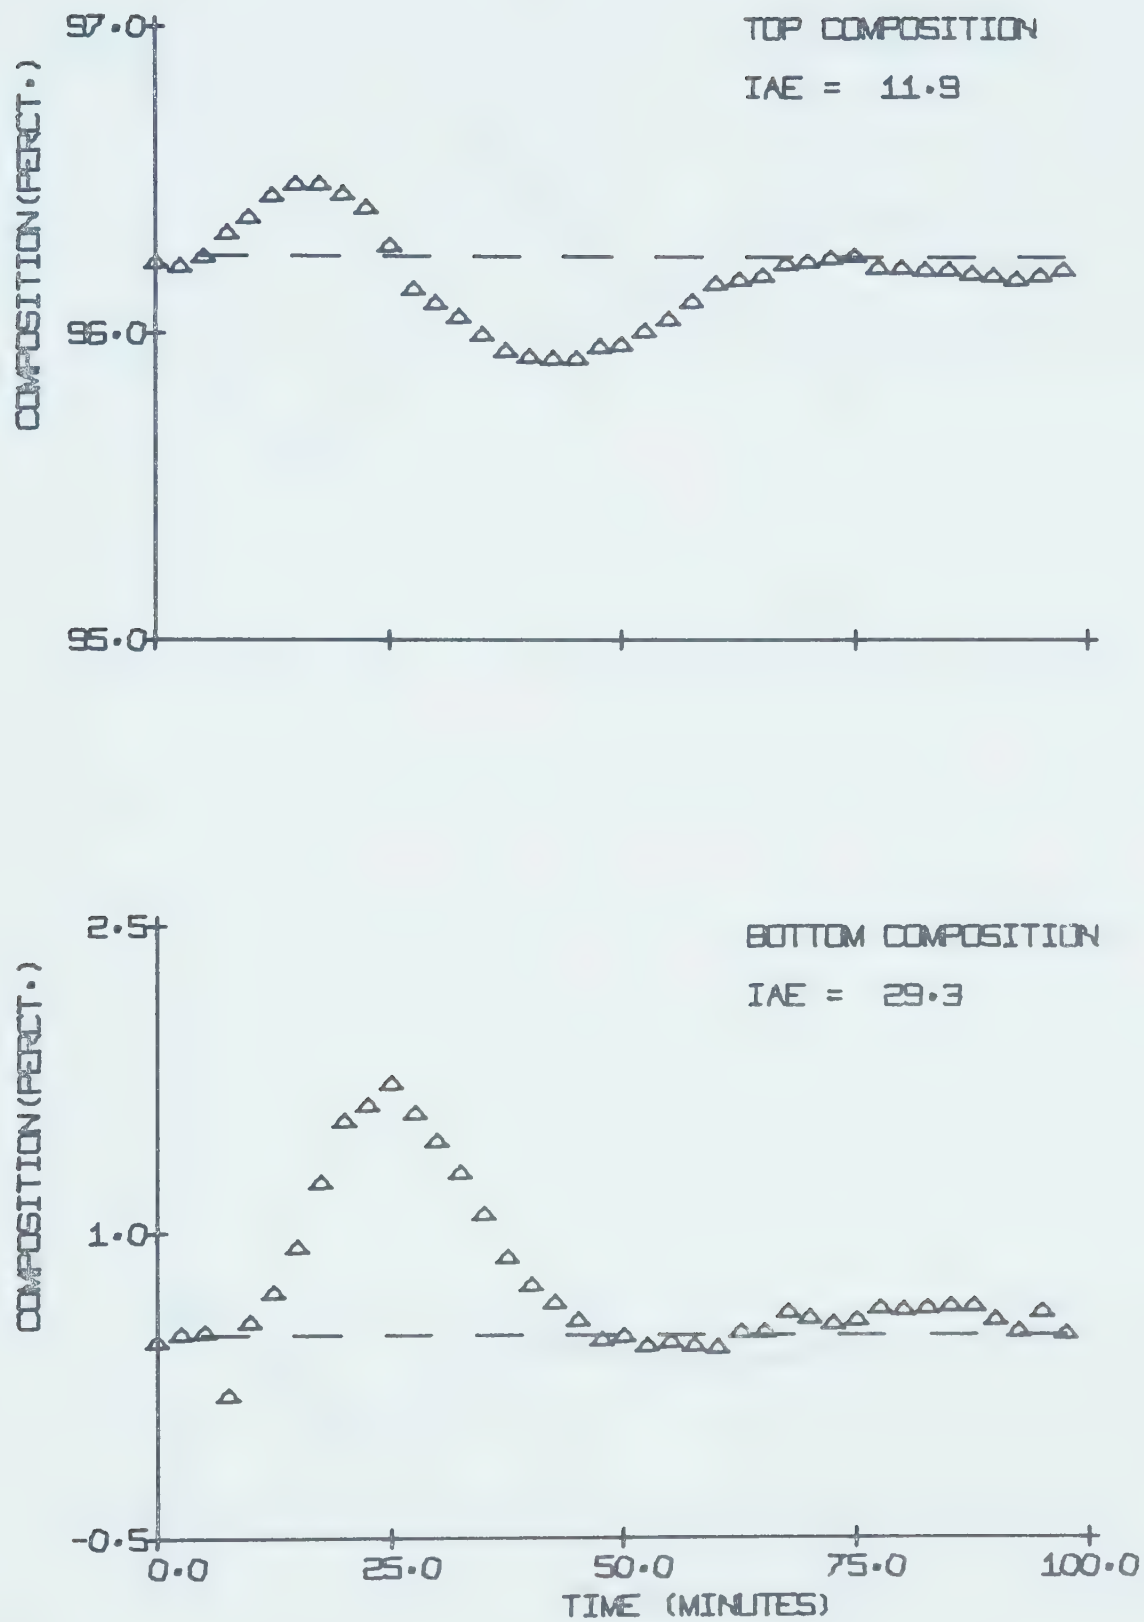 97.0
TOP COMPOSITION
IAE = 11.9
COMPOSITION(PERCT.)
96.0
95.0
2.5
BOTTOM COMPOSITION
IAE = 29.3
COMPOSITION(PERCT.)
1.0
-0.5
0.0 25.0 50.0 75.0 100.0
TIME (MINUTES)